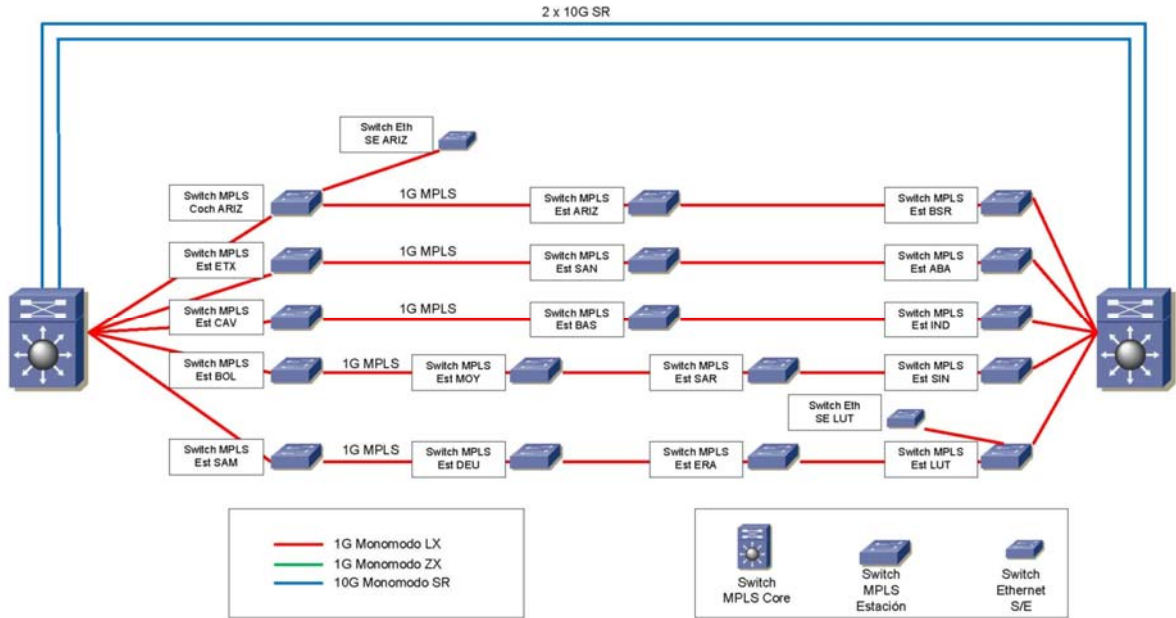 2 x 10G SR
Switch Eth
SE ARIZ
Switch MPLS
Coch ARIZ
1G MPLS
Switch MPLS
Est ARIZ
Switch MPLS
Est BSR
Switch MPLS
Est ETX
1G MPLS
Switch MPLS
Est SAN
Switch MPLS
Est ABA
Switch MPLS
Est CAV
1G MPLS
Switch MPLS
Est BAS
Switch MPLS
Est IND
Switch MPLS
Est BOL
1G MPLS
Switch MPLS
Est MOY
Switch MPLS
Est SAR
Switch MPLS
Est SIN
Switch Eth
SE LUT
Switch MPLS
Est SAM
1G MPLS
Switch MPLS
Est DEU
Switch MPLS
Est ERA
Switch MPLS
Est LUT
1G Monomodo LX
1G Monomodo ZX
10G Monomodo SR
Switch
MPLS Core
Switch
MPLS
Estación
Switch
Ethernet
S/E